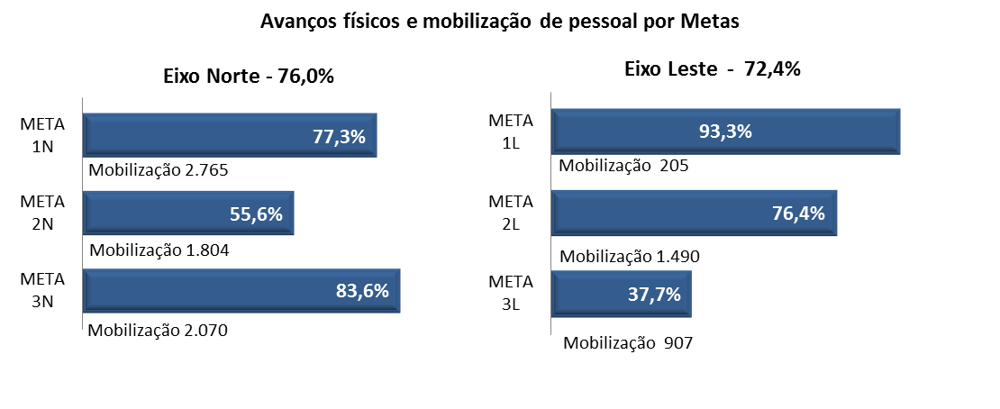 Avanços físicos e mobilização de pessoal por Metas
Eixo Norte - 76,0%
META
1N
77,3%
Mobilização 2.765
META
2N
55,6%
Mobilização 1.804
META
3N
83,6%
Mobilização 2.070
Eixo Leste - 72,4%
META
1L
93,3%
Mobilização 205
META
2L
76,4%
Mobilização 1.490
META
3L
37,7%
Mobilização 907